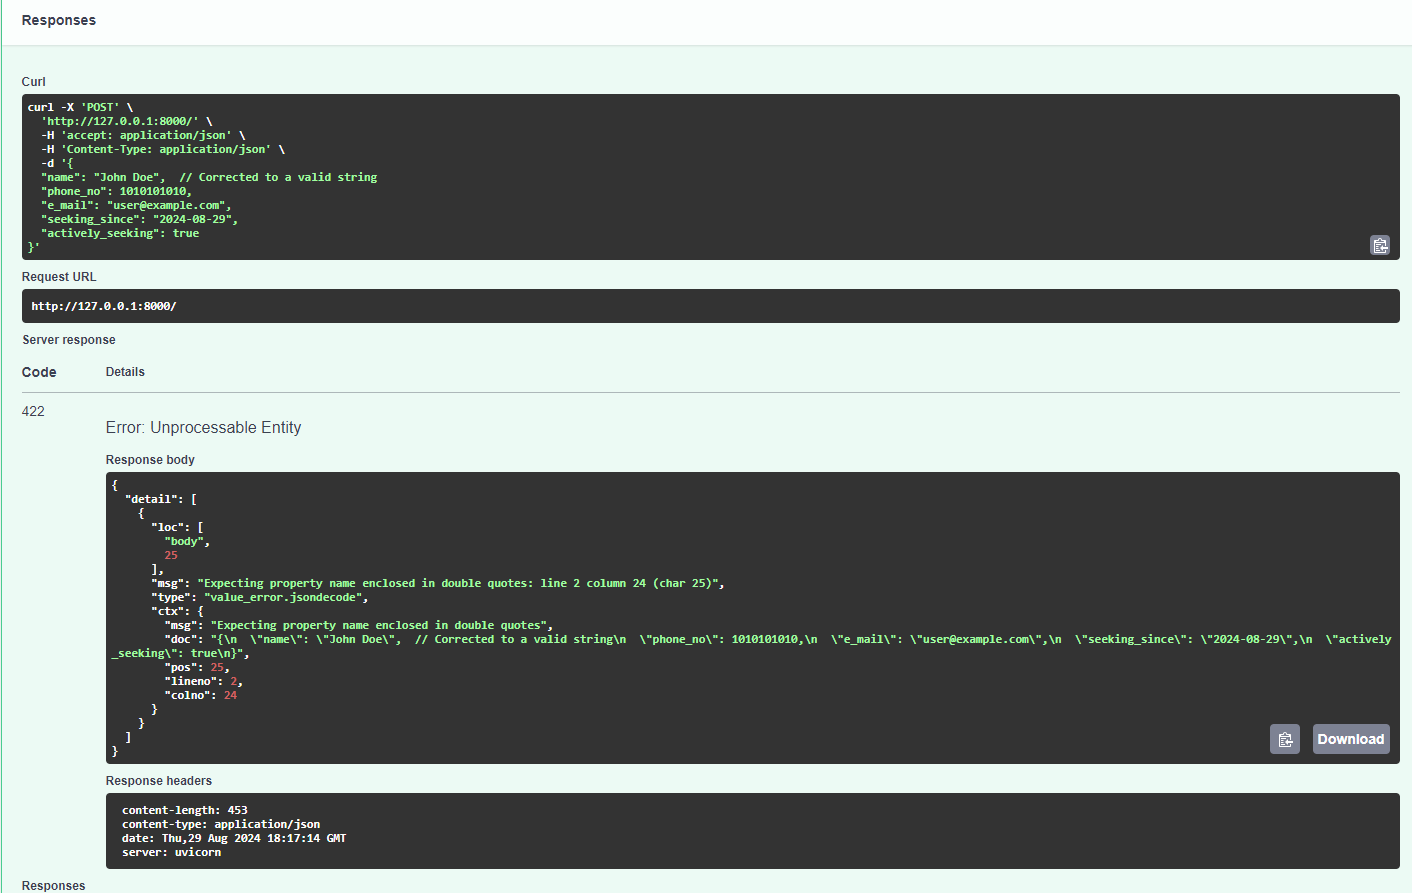 Responses
Curl
curl -X 'POST' \
  'http://127.0.0.1:8000/' \
  -H 'accept: application/json' \
  -H 'Content-Type: application/json' \
  -d '{
  "name": "John Doe",  // Corrected to a valid string
  "phone_no": 1010101010,
  "e_mail": "user@example.com",
  "seeking_since": "2024-08-29",
  "actively_seeking": true
}'
Request URL
http://127.0.0.1:8000/
Server response
Code Details
422
Error: Unprocessable Entity
Response body
{
  "detail": [
    {
      "loc": [
        "body",
        25
      ],
      "msg": "Expecting property name enclosed in double quotes: line 2 column 24 (char 25)",
      "type": "value_error.jsondecode",
      "ctx": {
        "msg": "Expecting property name enclosed in double quotes",
        "doc": "{\n  \"name\": \"John Doe\",  // Corrected to a valid string\n  \"phone_no\": 1010101010,\n  \"e_mail\": \"user@example.com\",\n  \"seeking_since\": \"2024-08-29\",\n  \"actively
_seeking\": true\n}",
        "pos": 25,
        "lineno": 2,
        "colno": 24
      }
    }
  ]
}
Download
Response headers
content-length: 453
content-type: application/json
date: Thu,29 Aug 2024 18:17:14 GMT
server: uvicorn
Responses